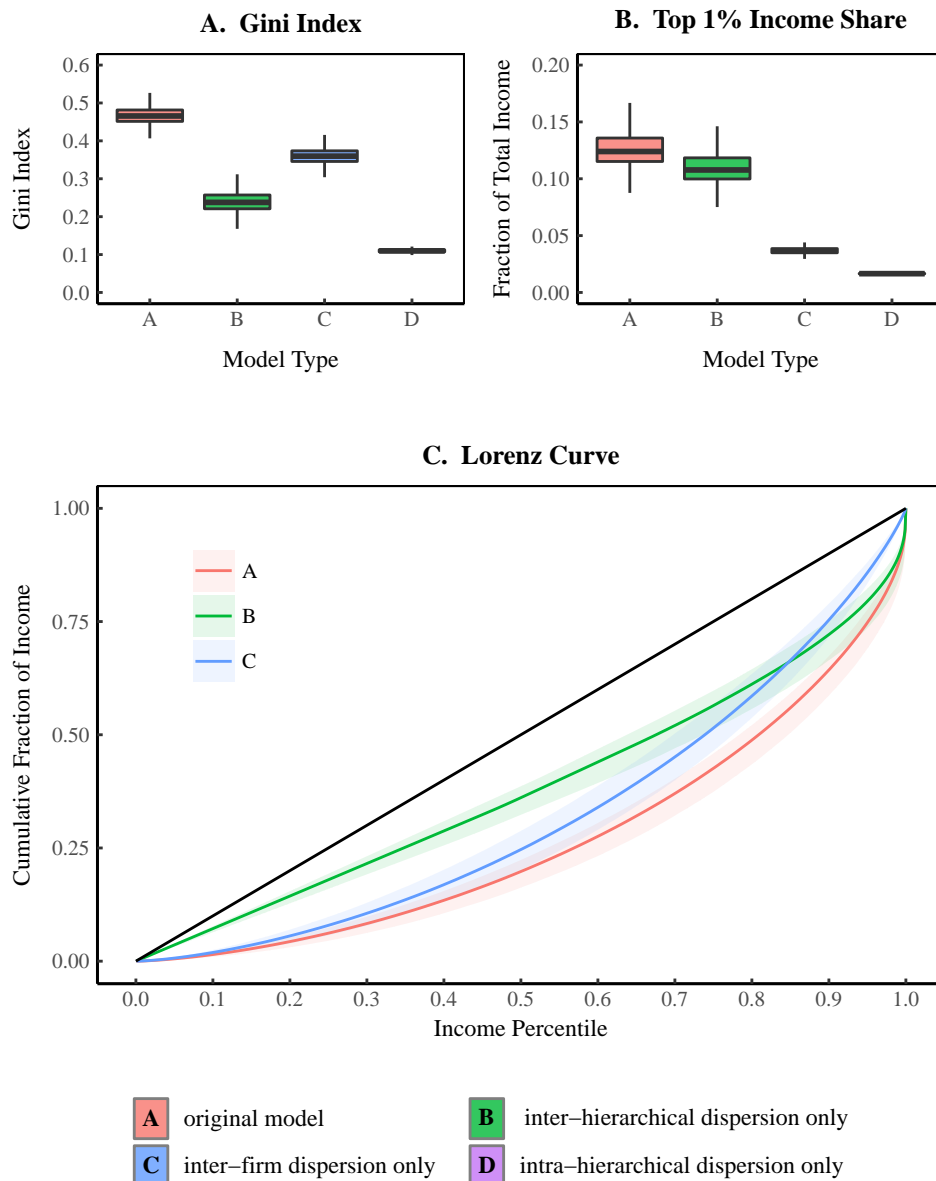 A. Gini Index
0.6
0.5
0.4
0.3
0.2
0.1
0.0
Gini Index
A B C D
Model Type
B. Top 1% Income Share
0.20
0.15
0.10
0.05
0.00
Fraction of Total Income
A B C D
Model Type
C. Lorenz Curve
1.00
0.75
0.50
0.25
0.00
Cumulative Fraction of Income
A
B
C
0.0 0.1 0.2 0.3 0.4 0.5 0.6 0.7 0.8 0.9 1.0
Income Percentile
A original model
B inter−hierarchical dispersion only
C inter−firm dispersion only
D intra−hierarchical dispersion only